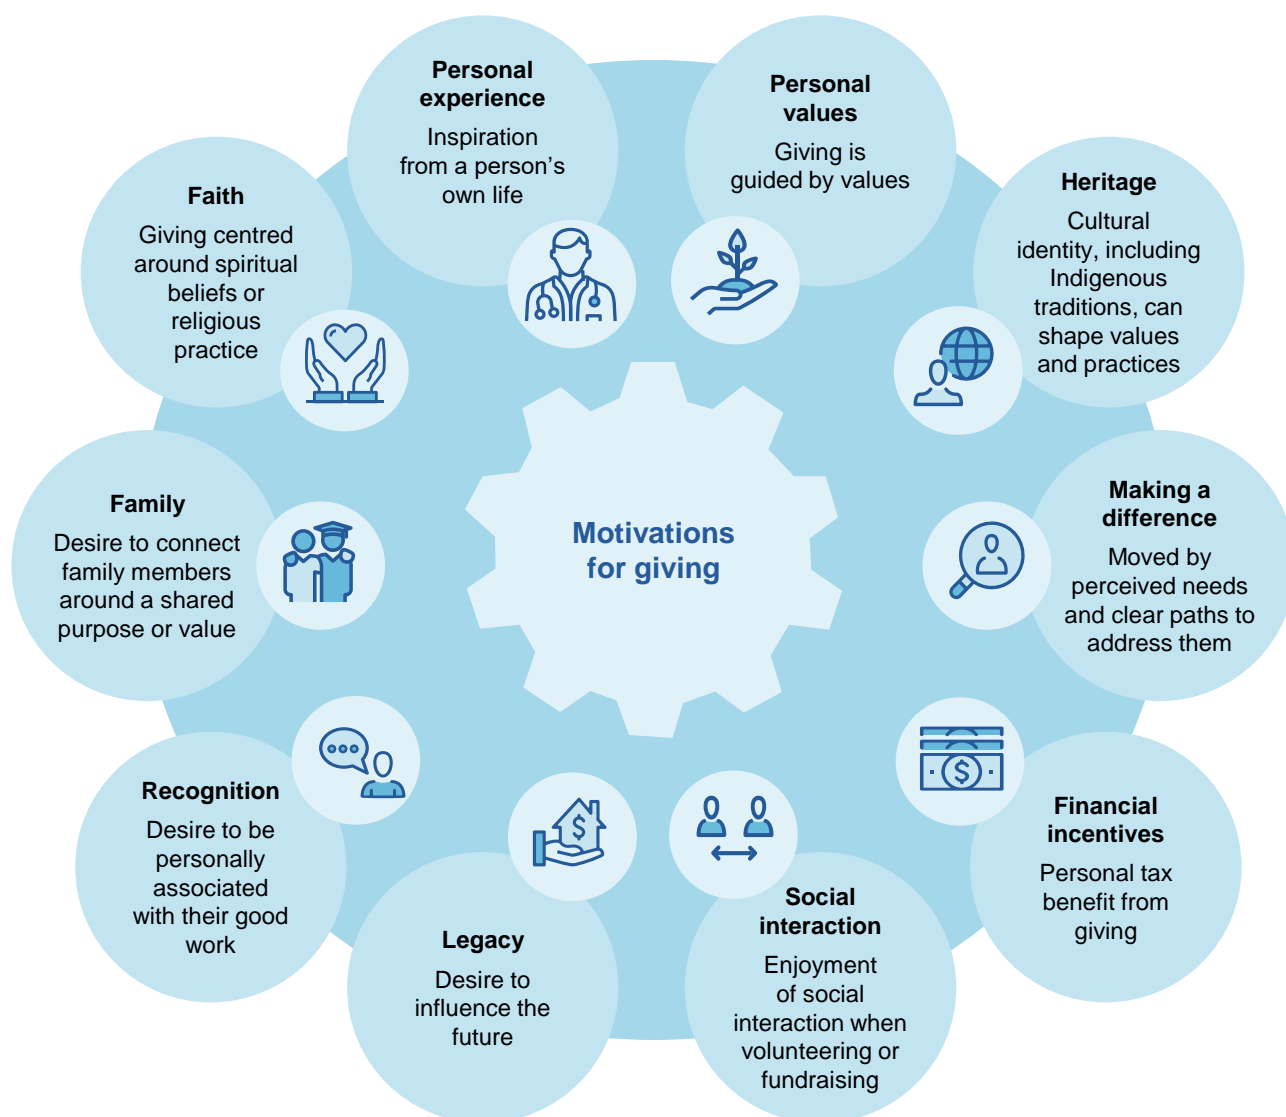 Personal
experience
Inspiration
from a person's
own life
Personal
values
Giving is
guided by values
Heritage
Cultural
identity, including
Indigenous
traditions, can
shape values
and practices
Making a
difference
Moved by
perceived needs
and clear paths to
address them
Financial
incentives
Personal tax
benefit from
giving
Social
interaction
Enjoyment
of social
interaction when
volunteering or
fundraising
Legacy
Desire to
influence the
future
Recognition
Desire to be
personally
associated
with their good
work
Family
Desire to connect
family members
around a shared
purpose or value
Faith
Giving centred
around spiritual
beliefs or
religious
practice
Motivations
for giving
$
$